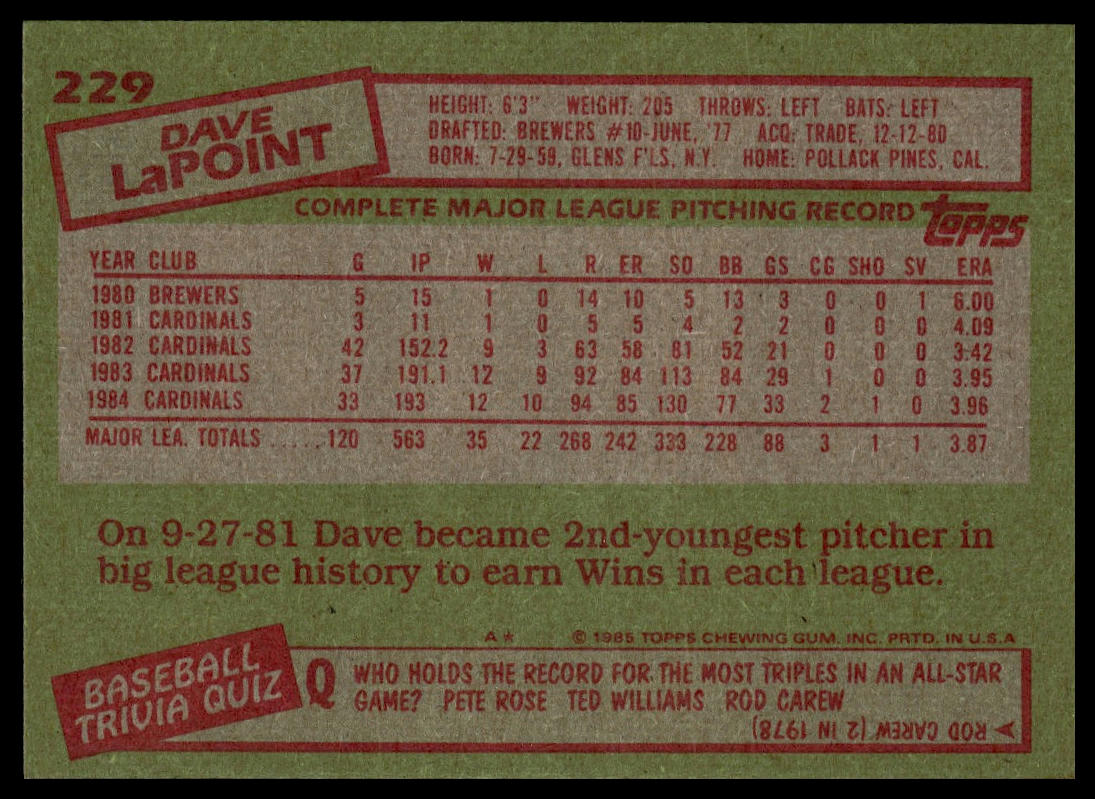 229
DAVE
LaPOINT
HEIGHT: 6'3" WEIGHT: 205 THROWS: LEFT BATS: LEFT
DRAFTED: BREWERS #10-JUNE, '77 ACQ: TRADE, 12-12-80
BORN: 7-29-59, GLENS F'LS, N.Y. HOME: POLLACK PINES, CAL.
COMPLETE MAJOR LEAGUE PITCHING RECORD topps
YEAR CLUB G IP W L R ER SO BB GS CG SHO SV ERA
1980 BREWERS 5 15 1 0 14 10 5 13 3 0 0 1 6.00
1981 CARDINALS 3 11 1 0 5 5 4 2 2 0 0 0 4.09
1982 CARDINALS 42 152.2 9 3 63 58 81 52 21 0 0 0 3.42
1983 CARDINALS 37 191.1 12 9 92 84 113 84 29 1 0 0 3.95
1984 CARDINALS 33 193 12 10 94 85 130 77 33 2 1 0 3.96
MAJOR LEA. TOTALS ..... 120 563 35 22 268 242 333 228 88 3 1 1 3.87
On 9-27-81 Dave became 2nd-youngest pitcher in
big league history to earn Wins in each league.
A* © 1985 TOPPS CHEWING GUM, INC. PRTD. IN U.S.A
BASEBALL
TRIVIA QUIZ
Q WHO HOLDS THE RECORD FOR THE MOST TRIPLES IN AN ALL-STAR
GAME? PETE ROSE TED WILLIAMS ROD CAREW
ROD CAREW (2 IN 1978)